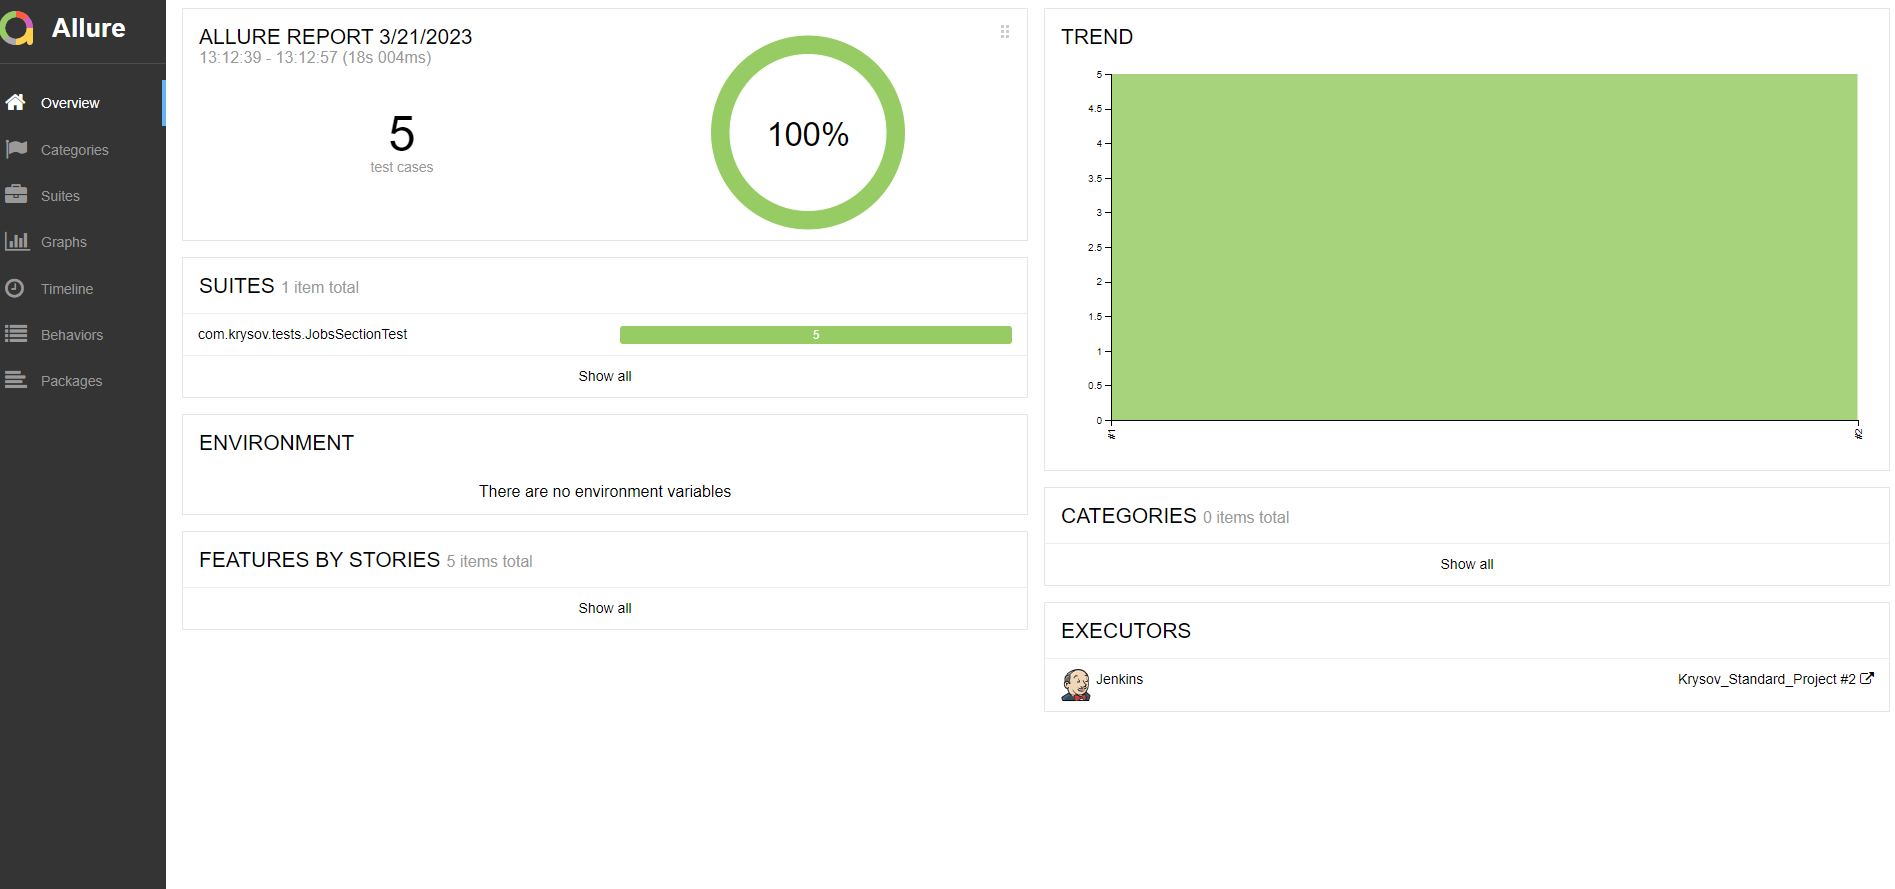 Allure
Overview
Categories
Suites
Graphs
Timeline
Behaviors
Packages
ALLURE REPORT 3/21/2023
13:12:39 - 13:12:57 (18s 004ms)
5
test cases
100%
SUITES 1 item total
com.krysov.tests.JobsSectionTest 5
Show all
ENVIRONMENT
There are no environment variables
FEATURES BY STORIES 5 items total
Show all
TREND
5
4.5
4
3.5
3
2.5
2
1.5
1
0.5
0
#1
#2
CATEGORIES 0 items total
Show all
EXECUTORS
Jenkins Krysov_Standard_Project #2